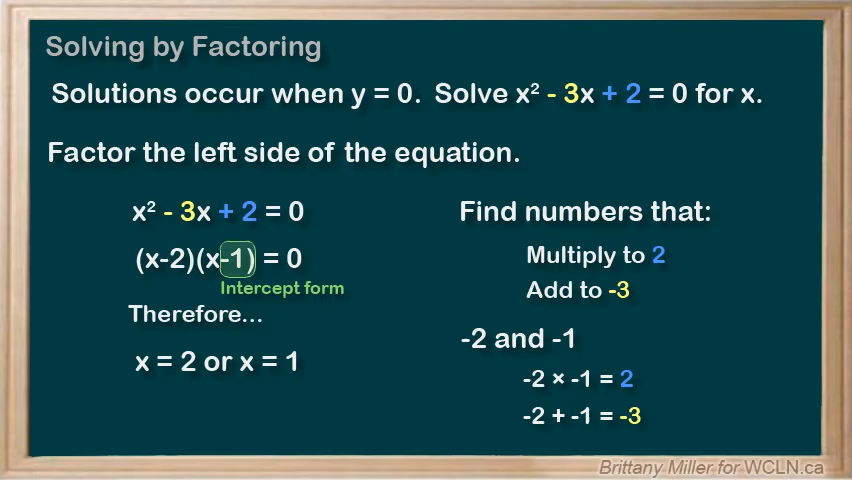 Solving by Factoring
Solutions occur when y = 0. Solve x² - 3x + 2 = 0 for x.
Factor the left side of the equation.
x² - 3x + 2 = 0
(x-2)(x-1) = 0
Intercept form
Therefore...
x = 2 or x = 1
Find numbers that:
Multiply to 2
Add to -3
-2 and -1
-2 × -1 = 2
-2 + -1 = -3
Brittany Miller for WCLN.ca